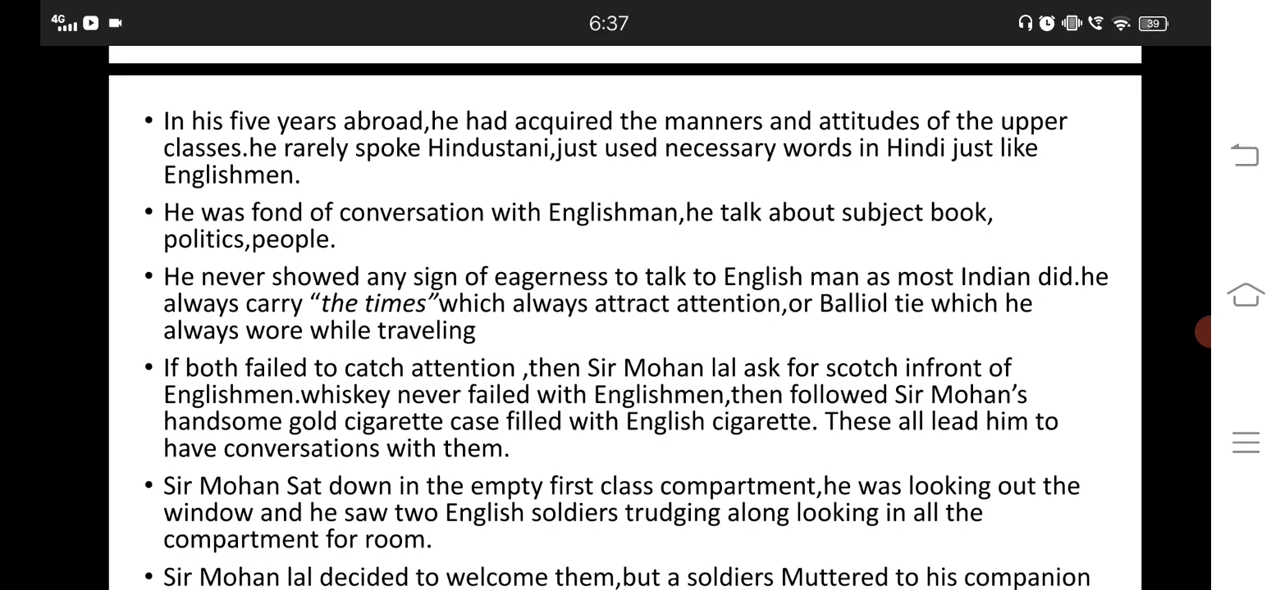 4G
6:37
39
• In his five years abroad,he had acquired the manners and attitudes of the upper
classes.he rarely spoke Hindustani,just used necessary words in Hindi just like
Englishmen.
• He was fond of conversation with Englishman,he talk about subject book,
politics,people.
• He never showed any sign of eagerness to talk to English man as most Indian did.he
always carry “the times”which always attract attention,or Balliol tie which he
always wore while traveling
• If both failed to catch attention ,then Sir Mohan lal ask for scotch infront of
Englishmen.whiskey never failed with Englishmen,then followed Sir Mohan’s
handsome gold cigarette case filled with English cigarette. These all lead him to
have conversations with them.
• Sir Mohan Sat down in the empty first class compartment,he was looking out the
window and he saw two English soldiers trudging along looking in all the
compartment for room.
• Sir Mohan lal decided to welcome them,but a soldiers Muttered to his companion